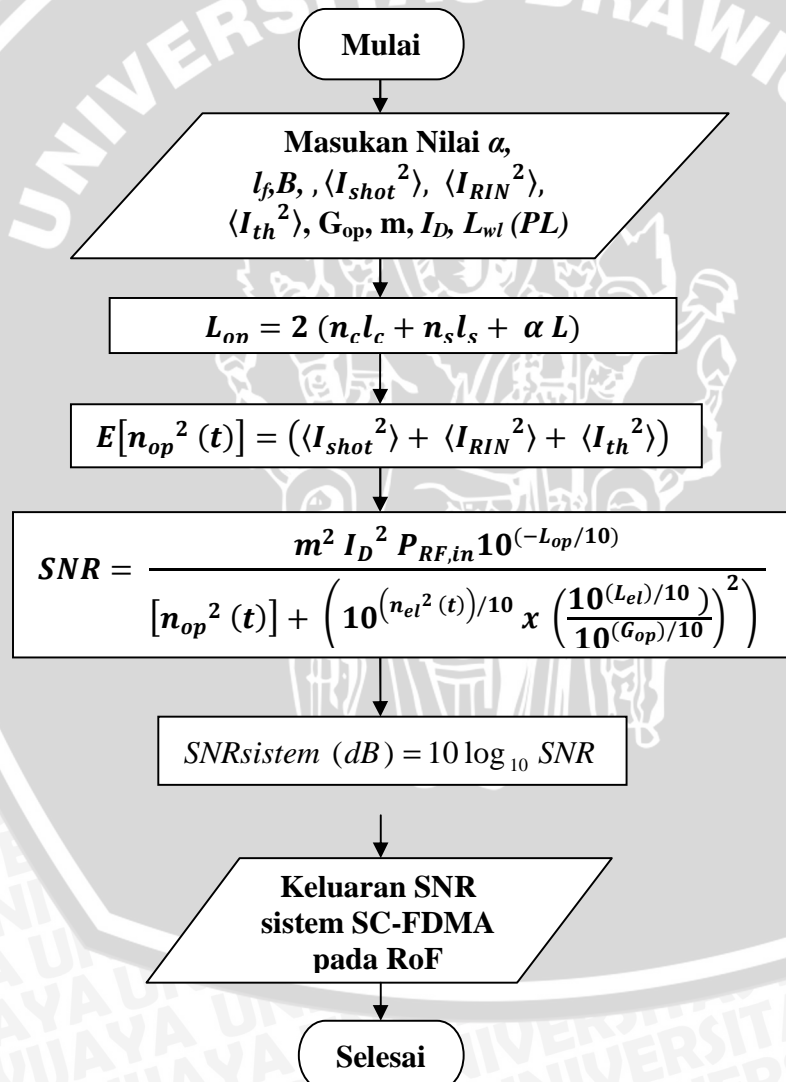 UNIVERSITAS BRAWIJ
Mulai
Masukan Nilai α,
l_f,B, , ⟨I_shot²⟩, ⟨I_RIN²⟩,
⟨I_th²⟩, G_op, m, I_D, L_wl (PL)
L_op = 2 (n_c l_c + n_s l_s + α L)
E[n_op² (t)] = (⟨I_shot²⟩ + ⟨I_RIN²⟩ + ⟨I_th²⟩)
SNR = m² I_D² P_RF,in 10^(−L_op/10) / [n_op² (t)] + (10^((n_el² (t))/10) x (10^((L_el)/10) ) / 10^((G_op)/10))²)
SNRsistem (dB) = 10 log₁₀ SNR
Keluaran SNR
sistem SC-FDMA
pada RoF
Selesai